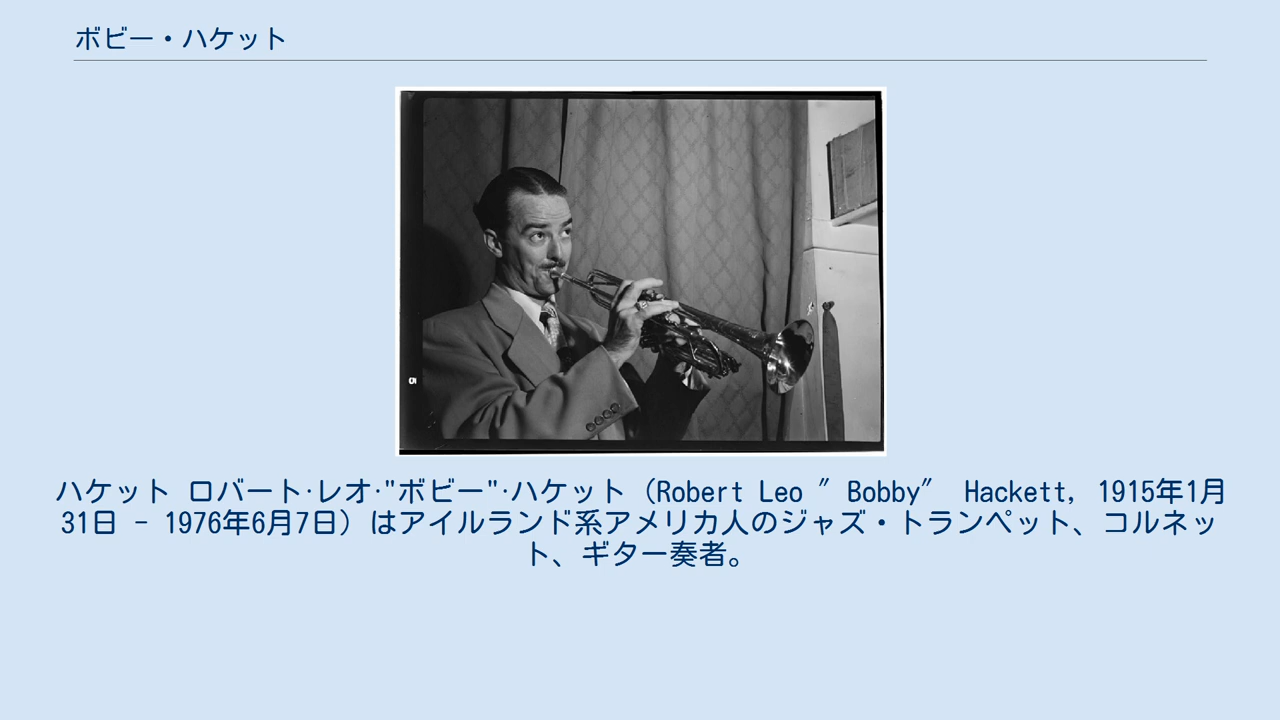 ボビー・ハケット
5
ハケット ロバート·レオ·"ボビー"·ハケット（Robert Leo ″ Bobby″ Hackett, 1915年1月
31日 - 1976年6月7日）はアイルランド系アメリカ人のジャズ・トランペット、コルネッ
ト、ギター奏者。